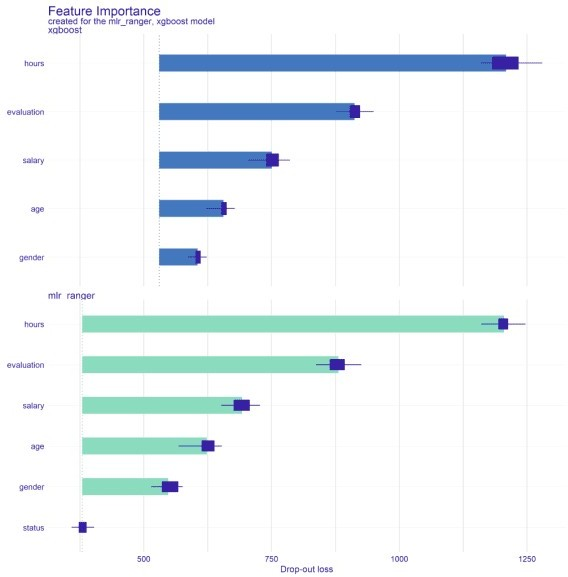 Feature Importance
created for the mlr_ranger, xgboost model
xgboost
hours
evaluation
salary
age
gender
mlr_ranger
hours
evaluation
salary
age
gender
status
500 750 1000 1250
Drop-out loss